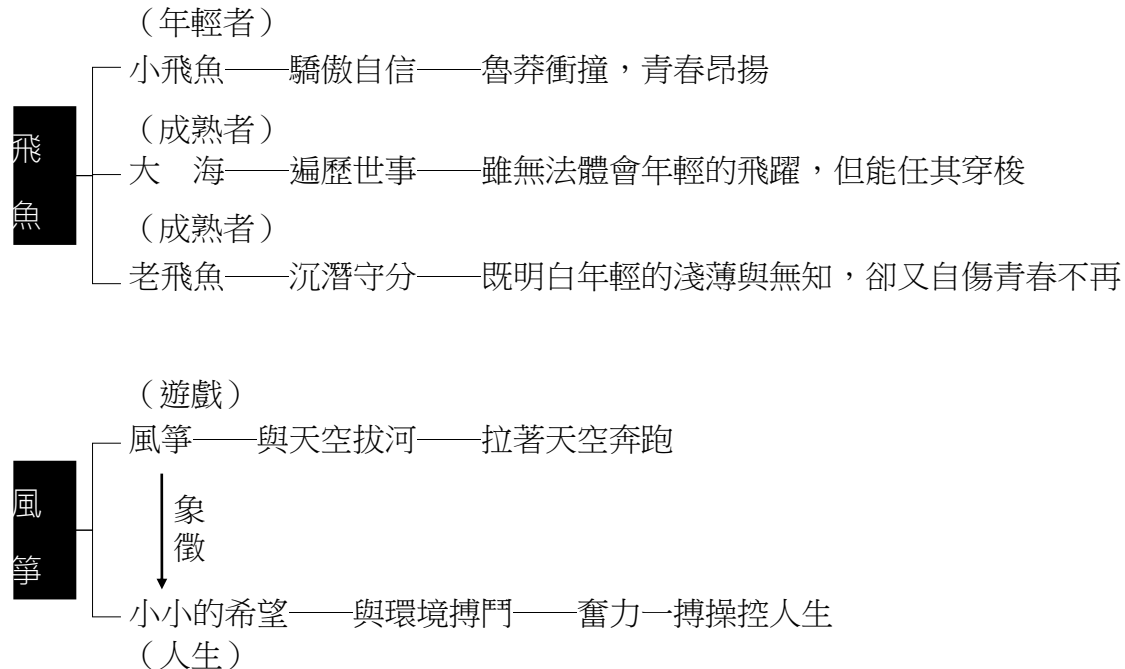 （年輕者）
小飛魚——驕傲自信——魯莽衝撞，青春昂揚
飛魚
（成熟者）
大　海——遍歷世事——雖無法體會年輕的飛躍，但能任其穿梭
（成熟者）
老飛魚——沉潛守分——既明白年輕的淺薄與無知，卻又自傷青春不再
（遊戲）
風箏——與天空拔河——拉著天空奔跑
風箏
象徵
小小的希望——與環境搏鬥——奮力一搏操控人生
（人生）